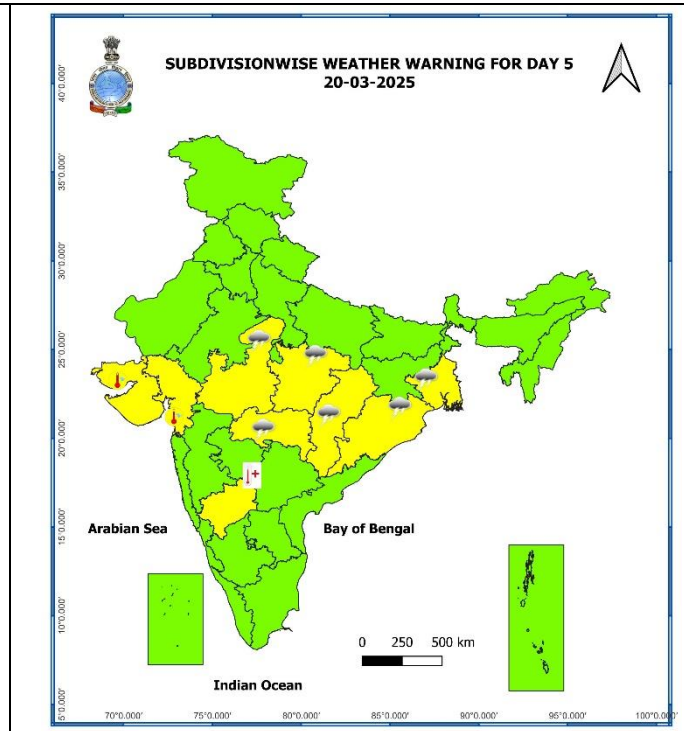 SUBDIVISIONWISE WEATHER WARNING FOR DAY 5
20-03-2025
40°0.000'
35°0.000'
30°0.000'
25°0.000'
20°0.000'
15°0.000'
10°0.000'
5°0.000'
Arabian Sea
Bay of Bengal
0 250 500 km
Indian Ocean
70°0.000' 75°0.000' 80°0.000' 85°0.000' 90°0.000' 95°0.000' 100°0.000'